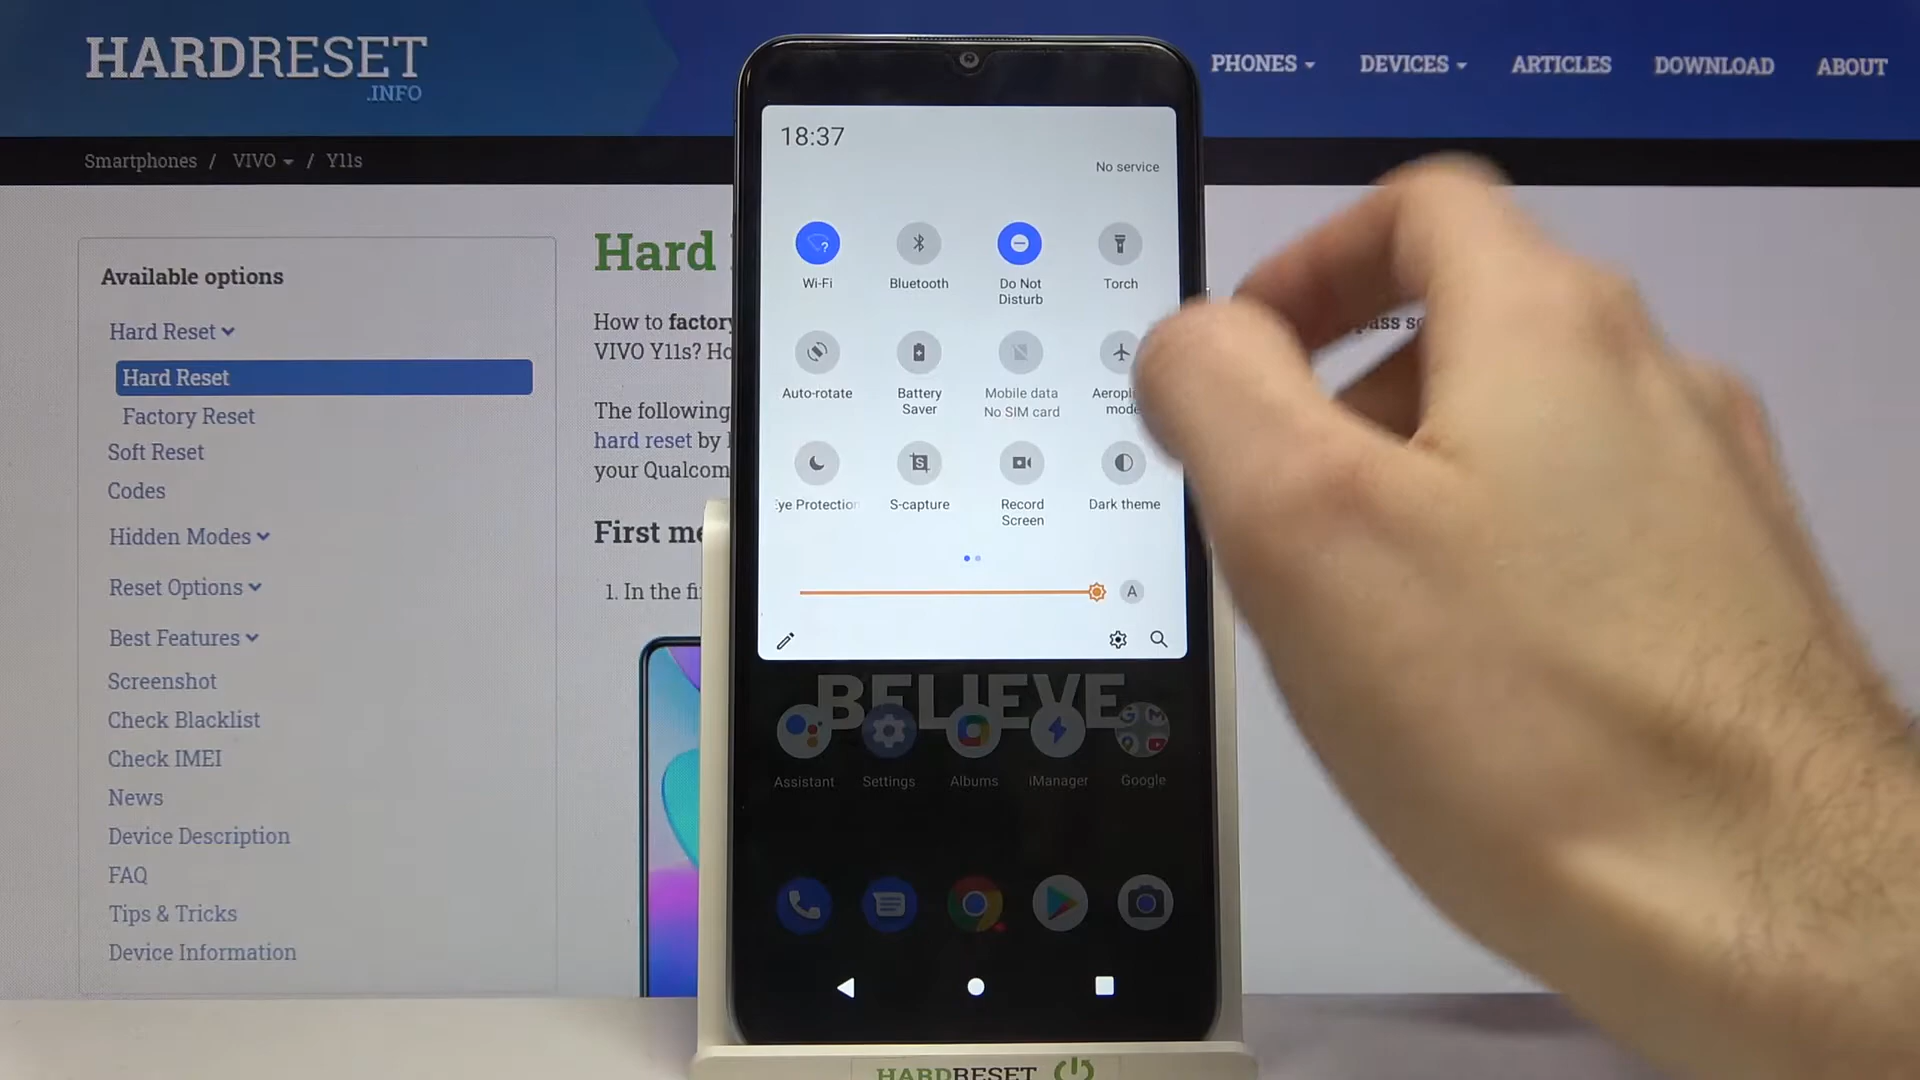 HARDRESET
.INFO
PHONES
DEVICES
ARTICLES
DOWNLOAD
ABOUT
Smartphones / VIVO / Y11s
Available options
Hard Reset
Hard Reset
Factory Reset
Soft Reset
Codes
Hidden Modes
Reset Options
Best Features
Screenshot
Check Blacklist
Check IMEI
News
Device Description
FAQ
Tips & Tricks
Device Information
Hard
How to factory
VIVO Y11s?
The following
hard reset by
your
First
1. In the
18:37
No service
Wi-Fi
Bluetooth
Do Not
Disturb
Torch
Auto-rotate
Battery
Saver
Mobile data
No SIM card
mode
Eye Protection
S-capture
Record
Screen
Dark theme
A
BELIEVE
Assistant
Settings
Albums
iManager
Google
HARDRESET